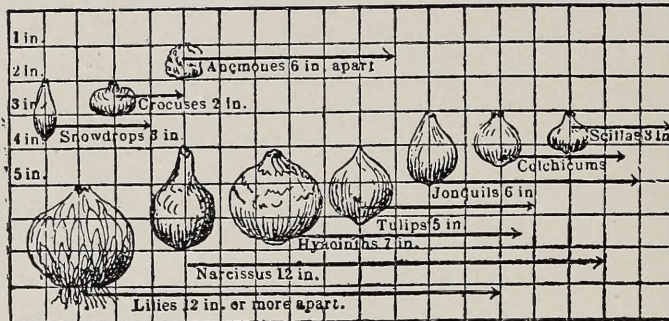 1 in.
2 in.
Anemones 6 in. apart
3 in.
Crocuses 2 in.
4 in.
Snowdrops 3 in.
Scillas 3 in
Colchicums
5 in.
Jonquils 6 in
Tulips 5 in
Hyacinths 7 in.
Narcissus 12 in.
Lilies 12 in. or more apart.